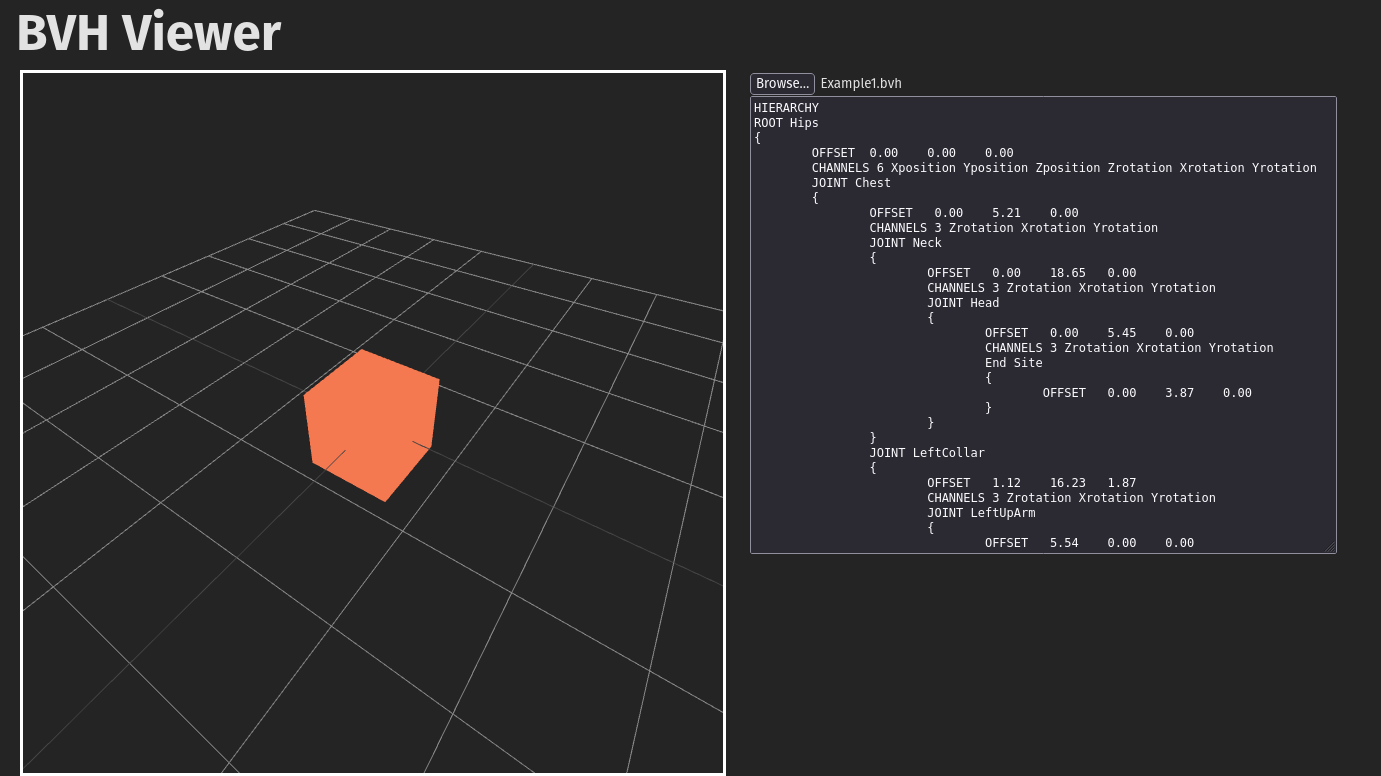 BVH Viewer
Browse... Example1.bvh
HIERARCHY
ROOT Hips
{
OFFSET 0.00 0.00 0.00
CHANNELS 6 Xposition Yposition Zposition Zrotation Xrotation Yrotation
JOINT Chest
{
OFFSET 0.00 5.21 0.00
CHANNELS 3 Zrotation Xrotation Yrotation
JOINT Neck
{
OFFSET 0.00 18.65 0.00
CHANNELS 3 Zrotation Xrotation Yrotation
JOINT Head
{
OFFSET 0.00 5.45 0.00
CHANNELS 3 Zrotation Xrotation Yrotation
End Site
{
OFFSET 0.00 3.87 0.00
}
}
}
JOINT LeftCollar
{
OFFSET 1.12 16.23 1.87
CHANNELS 3 Zrotation Xrotation Yrotation
JOINT LeftUpArm
{
OFFSET 5.54 0.00 0.00